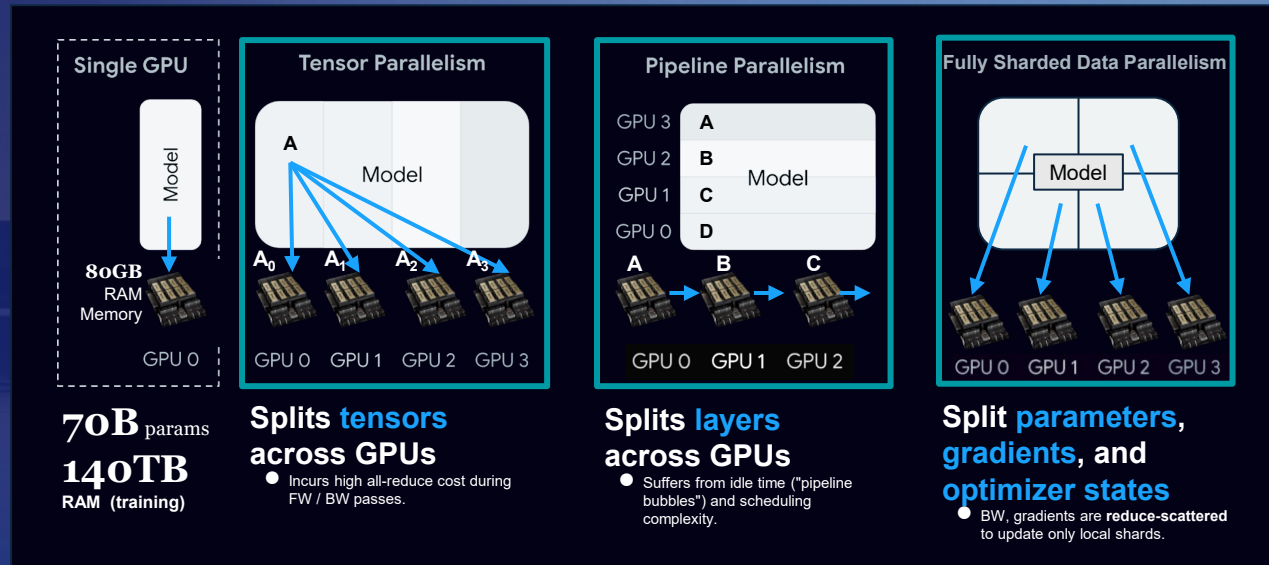 Single GPU
Model
80GB
RAM
Memory
GPU 0
70B params
140TB
RAM (training)
Tensor Parallelism
A
Model
A0 A1 A2 A3
GPU 0 GPU 1 GPU 2 GPU 3
Splits tensors
across GPUs
● Incurs high all-reduce cost during
FW / BW passes.
Pipeline Parallelism
GPU 3 A
GPU 2 B
Model
GPU 1 C
GPU 0 D
A B C
GPU 0 GPU 1 GPU 2
Splits layers
across GPUs
● Suffers from idle time ("pipeline
bubbles") and scheduling
complexity.
Fully Sharded Data Parallelism
Model
GPU 0 GPU 1 GPU 2 GPU 3
Split parameters,
gradients, and
optimizer states
● BW, gradients are reduce-scattered
to update only local shards.